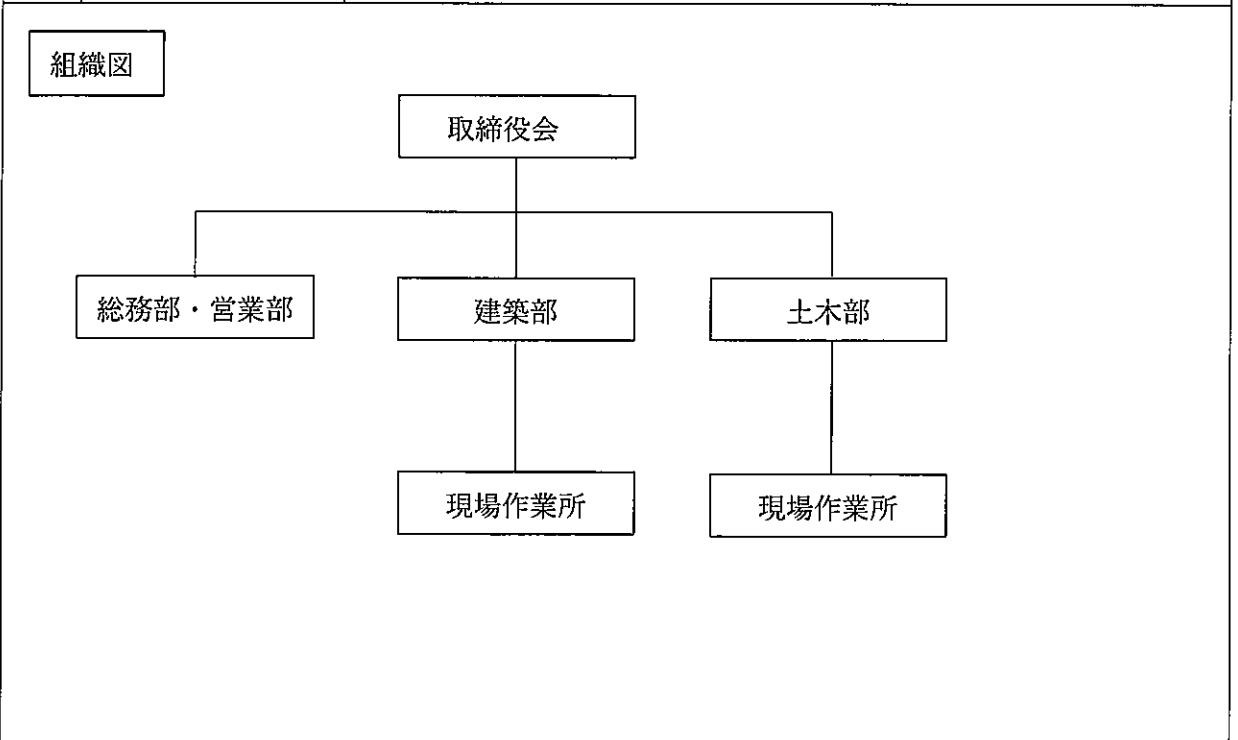 組織図
取締役会
総務部・営業部
建築部
土木部
現場作業所
現場作業所